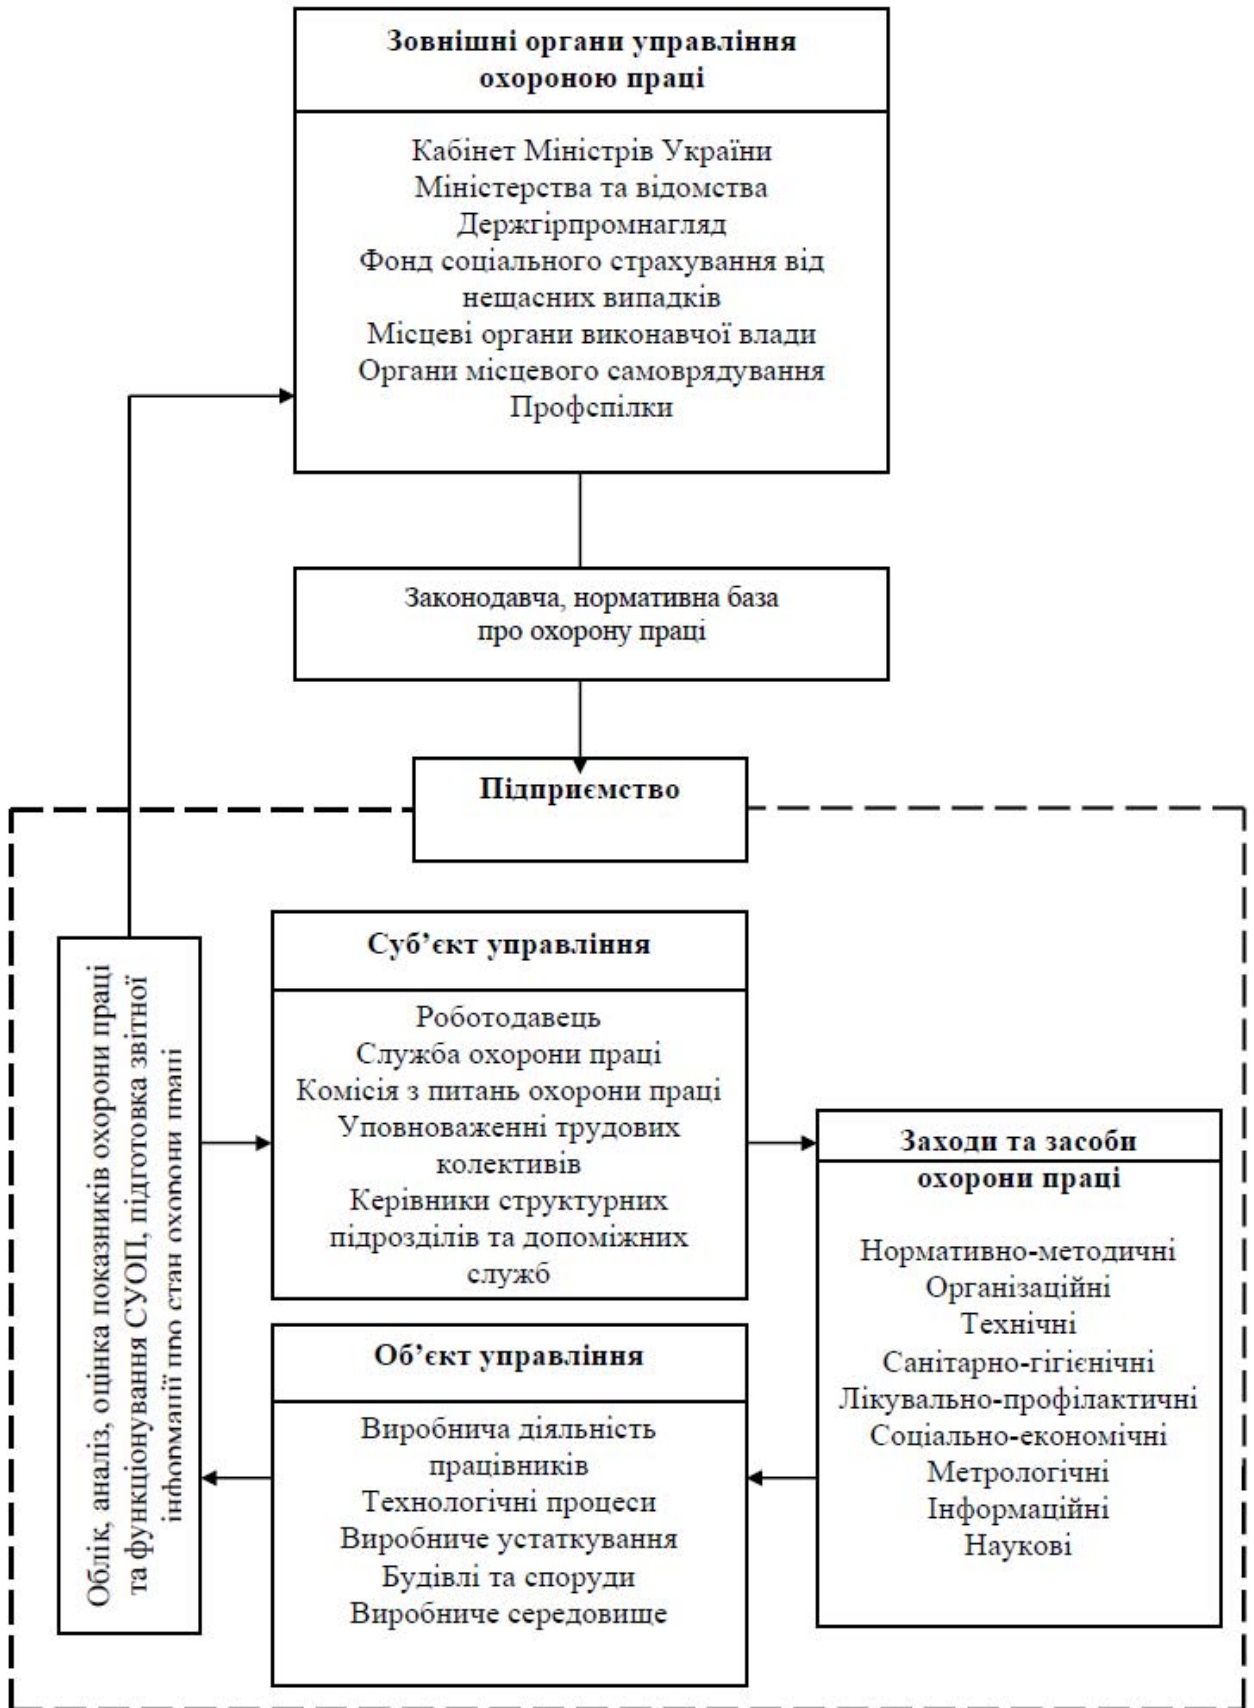 Зовнішні органи управління
охороною праці
Кабінет Міністрів України
Міністерства та відомства
Держгірпромнагляд
Фонд соціального страхування від
нещасних випадків
Місцеві органи виконавчої влади
Органи місцевого самоврядування
Профспілки
Законодавча, нормативна база
про охорону праці
Підприємство
Облік, аналіз, оцінка показників охорони праці
та функціонування СУОП, підготовка звітної
інформації про стан охорони праці
Суб’єкт управління
Роботодавець
Служба охорони праці
Комісія з питань охорони праці
Уповноваженні трудових
колективів
Керівники структурних
підрозділів та допоміжних
служб
Заходи та засоби
охорони праці
Нормативно-методичні
Організаційні
Технічні
Санітарно-гігієнічні
Лікувально-профілактичні
Соціально-економічні
Метрологічні
Інформаційні
Наукові
Об’єкт управління
Виробнича діяльність
працівників
Технологічні процеси
Виробниче устаткування
Будівлі та споруди
Виробниче середовище